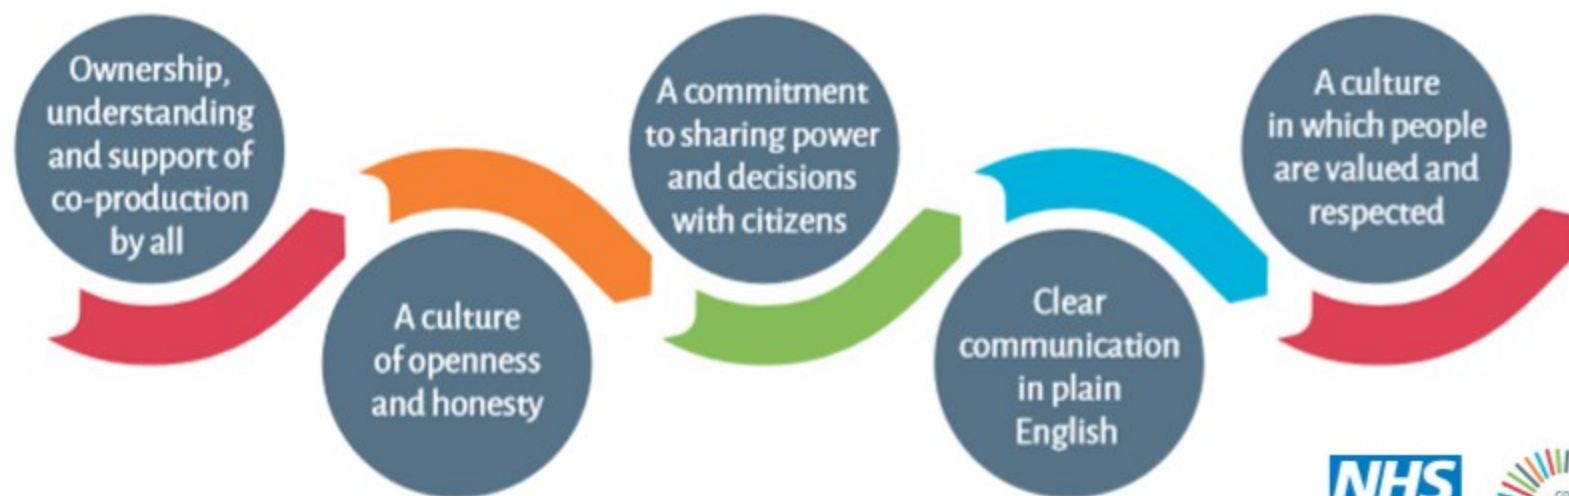 Ownership,
understanding
and support of
co-production
by all
A culture
of openness
and honesty
A commitment
to sharing power
and decisions
with citizens
Clear
communication
in plain
English
A culture
in which people
are valued and
respected
NHS